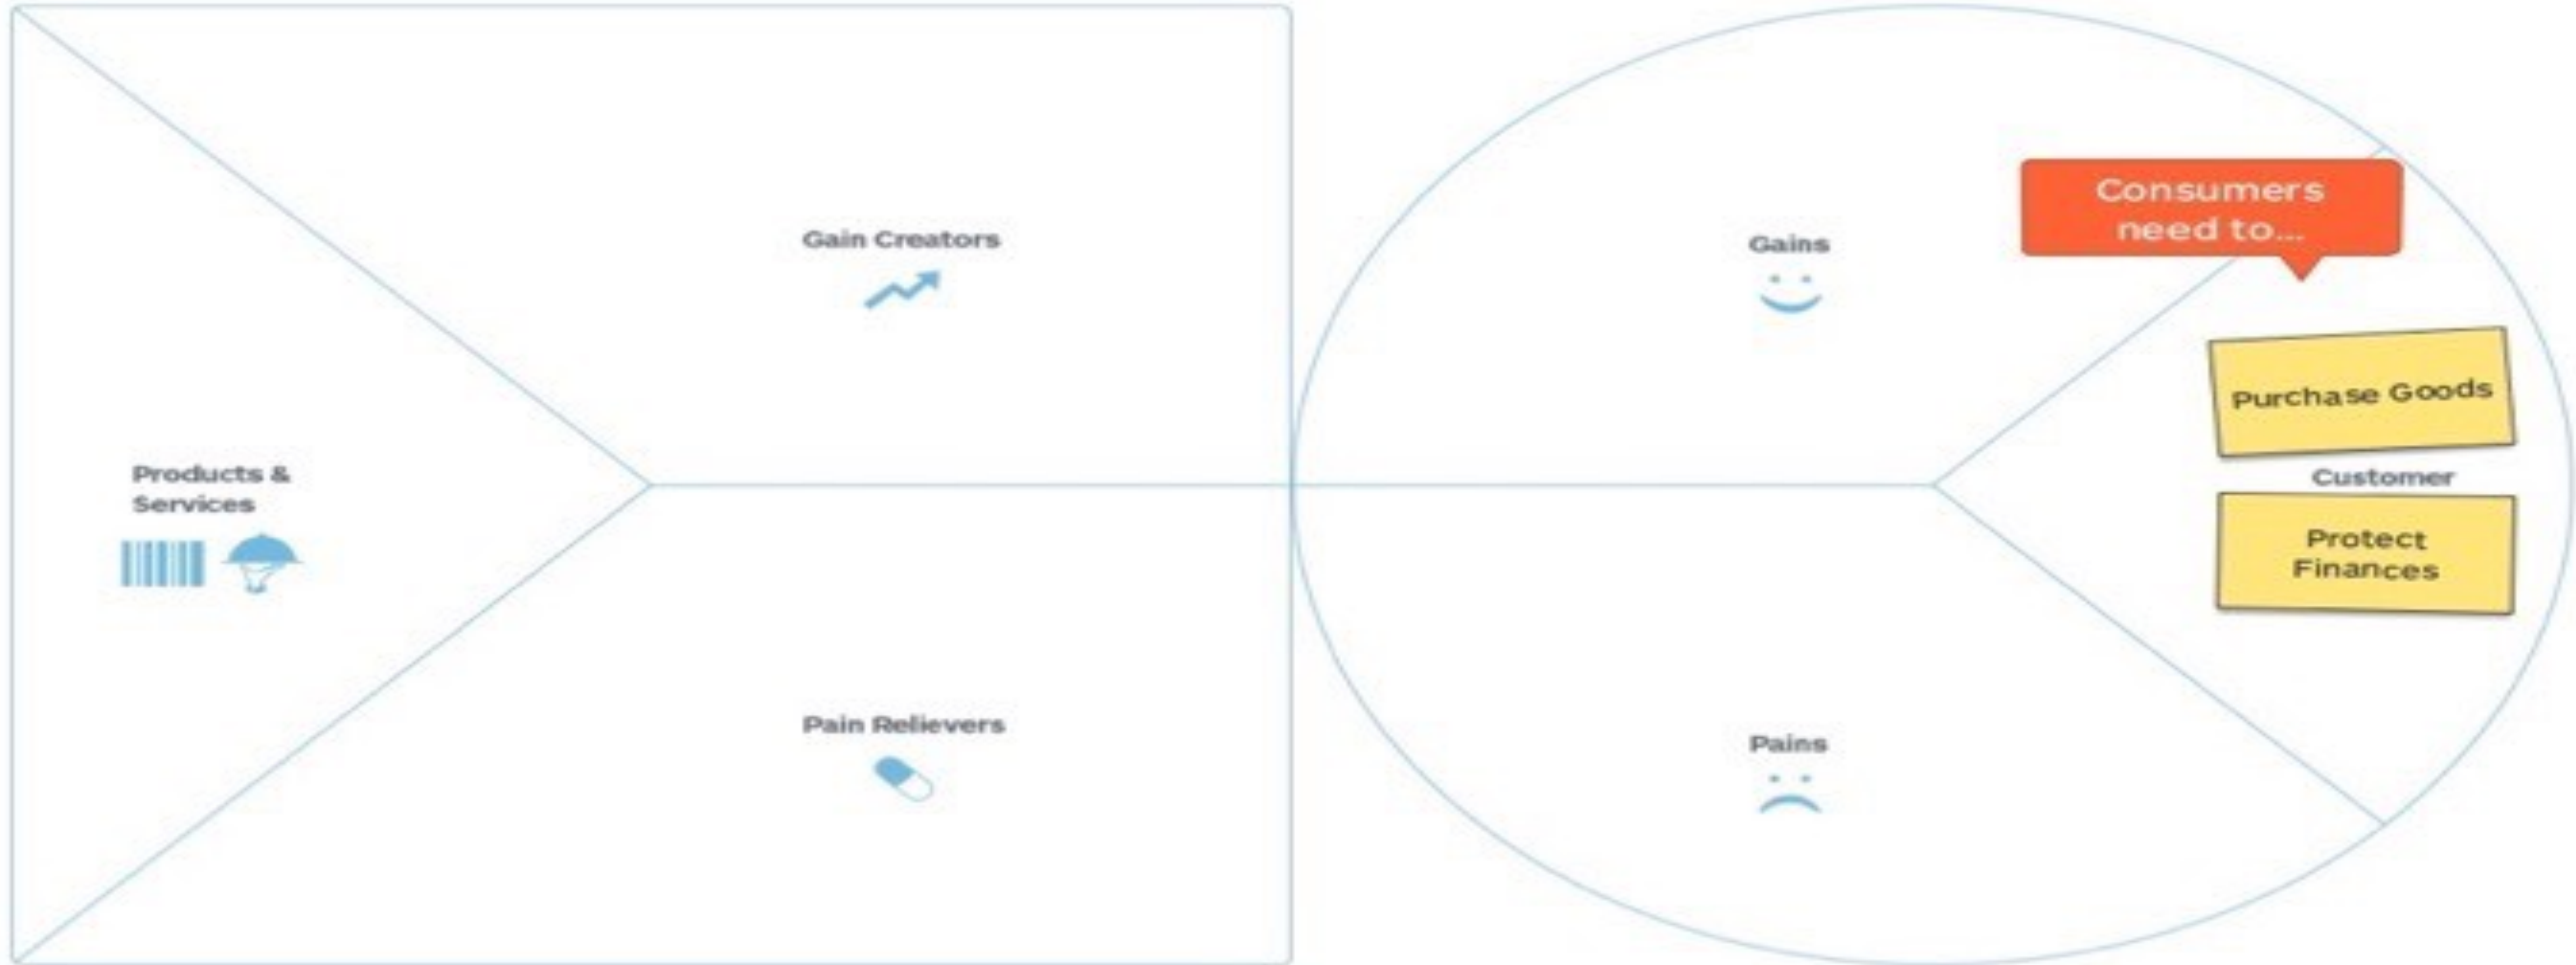 Gain Creators
Products &
Services
Pain Relievers
Gains
Consumers
need to...
Purchase Goods
Customer
Protect
Finances
Pains